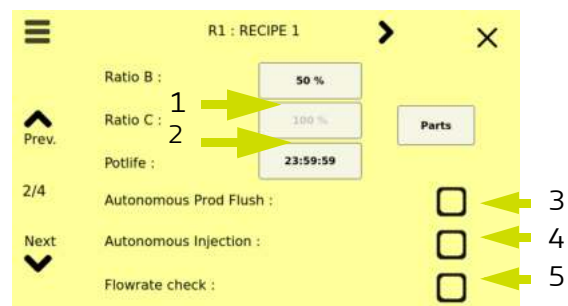 R1 : RECIPE 1
Ratio B : 50 %
1
Ratio C : 100 % Parts
Prev. 2
Potlife : 23:59:59
2/4 Autonomous Prod Flush : 3
Next Autonomous Injection : 4
Flowrate check : 5